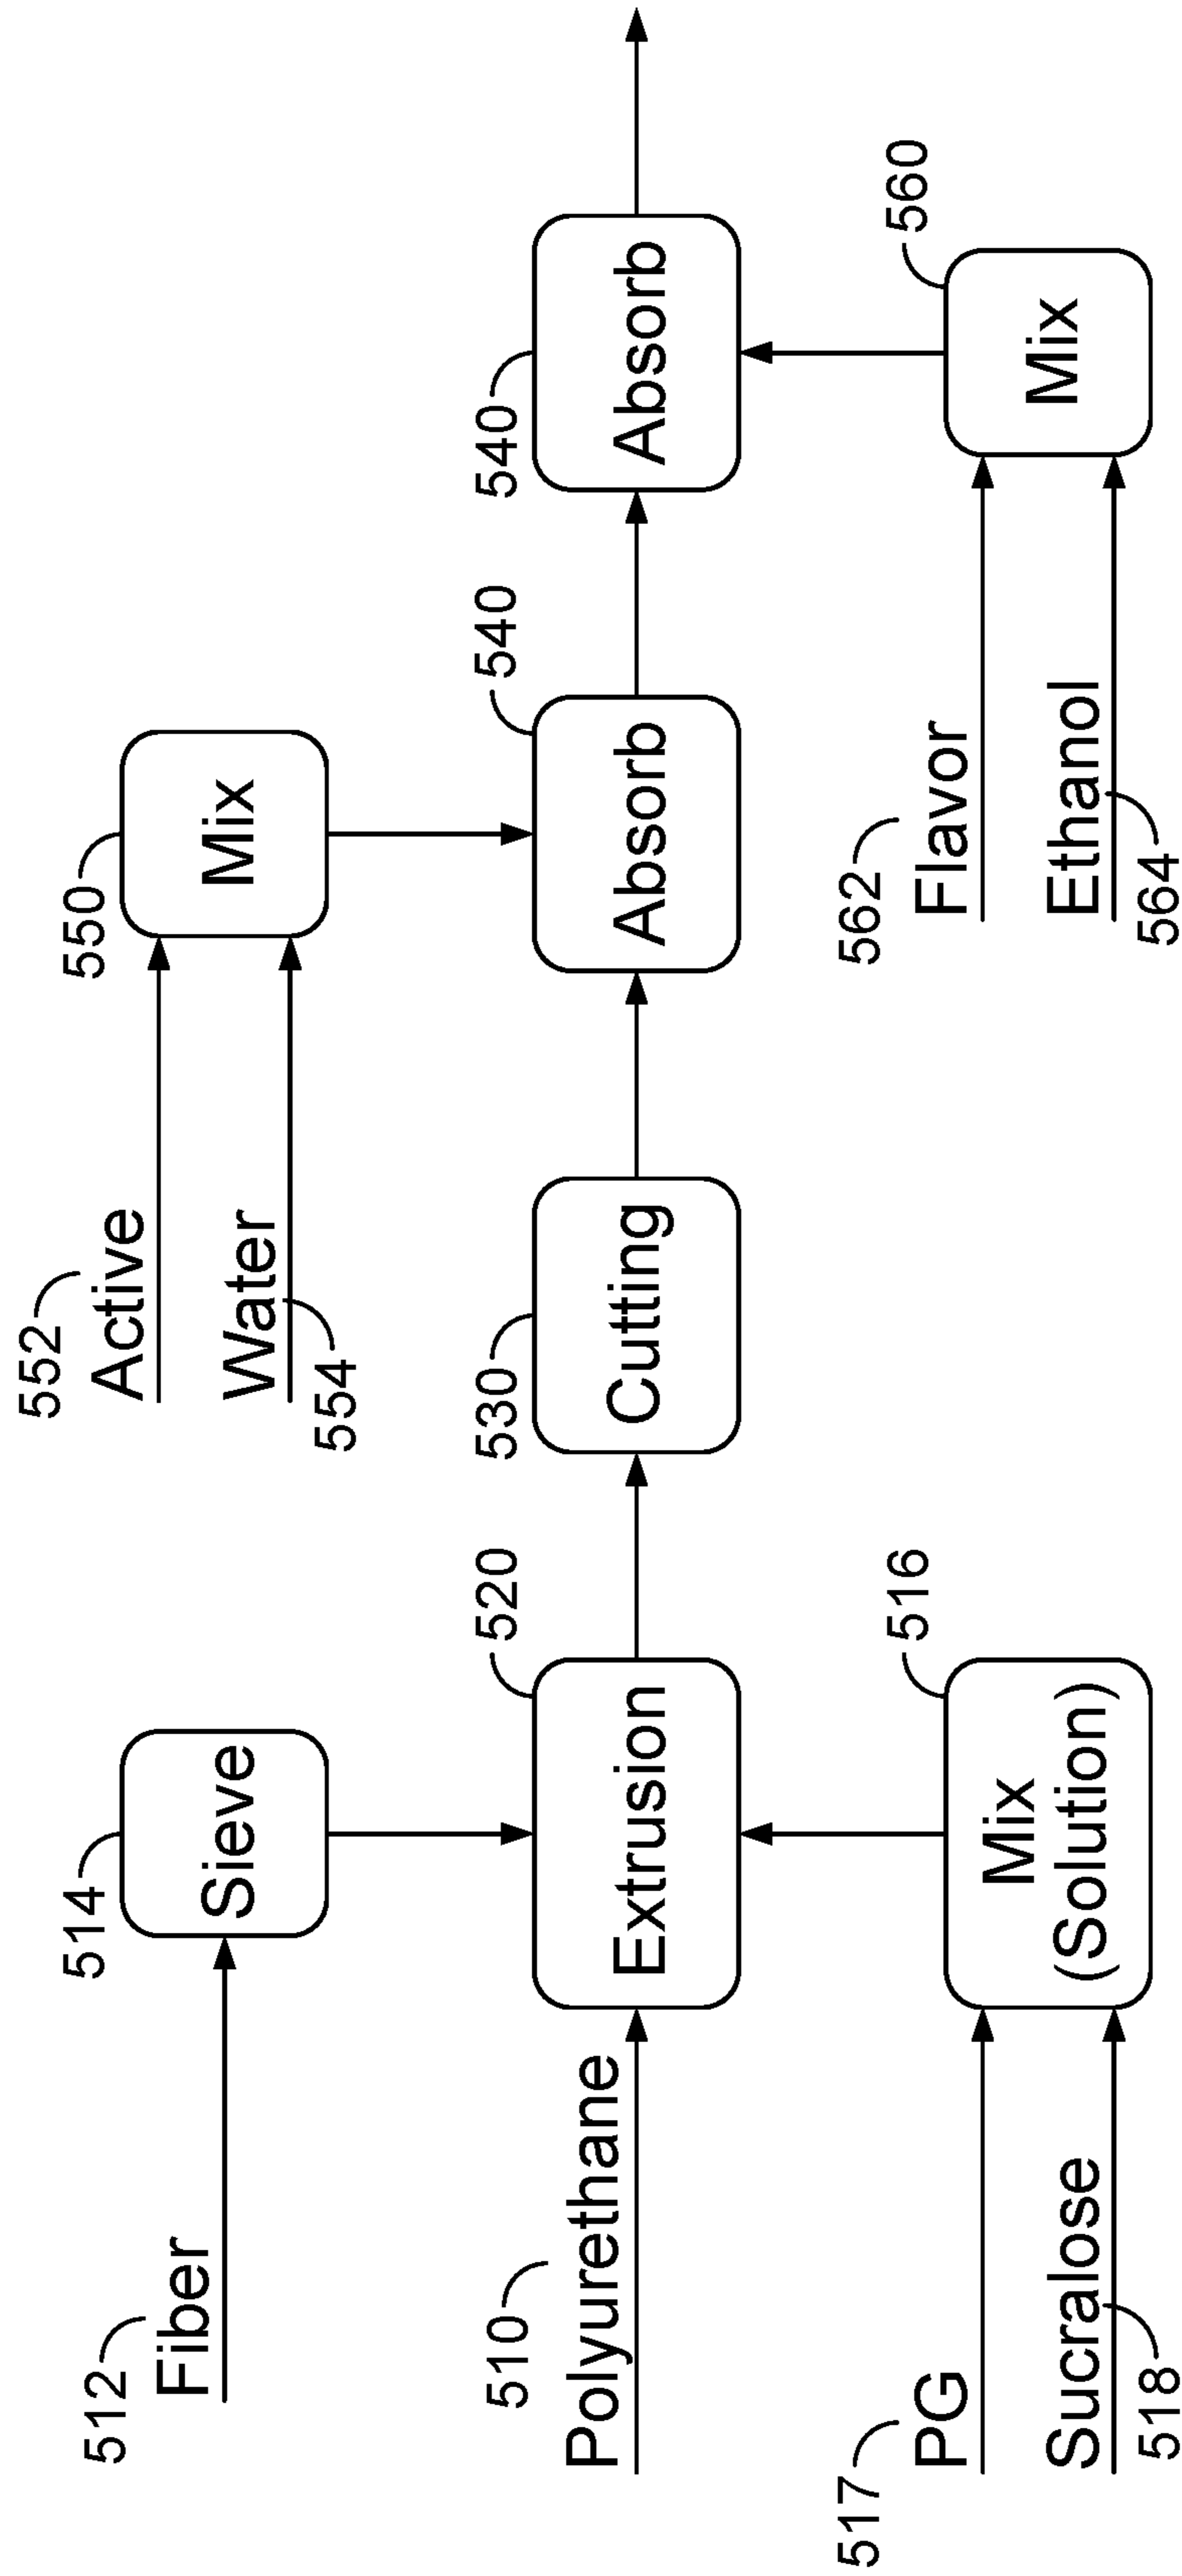 512
Fiber
514
Sieve
510
Polyurethane
520
Extrusion
517
PG
Sucralose
518
516
Mix
(Solution)
530
Cutting
552
Active
Water
554
550
Mix
540
Absorb
562
Flavor
Ethanol
564
560
Mix
540
Absorb